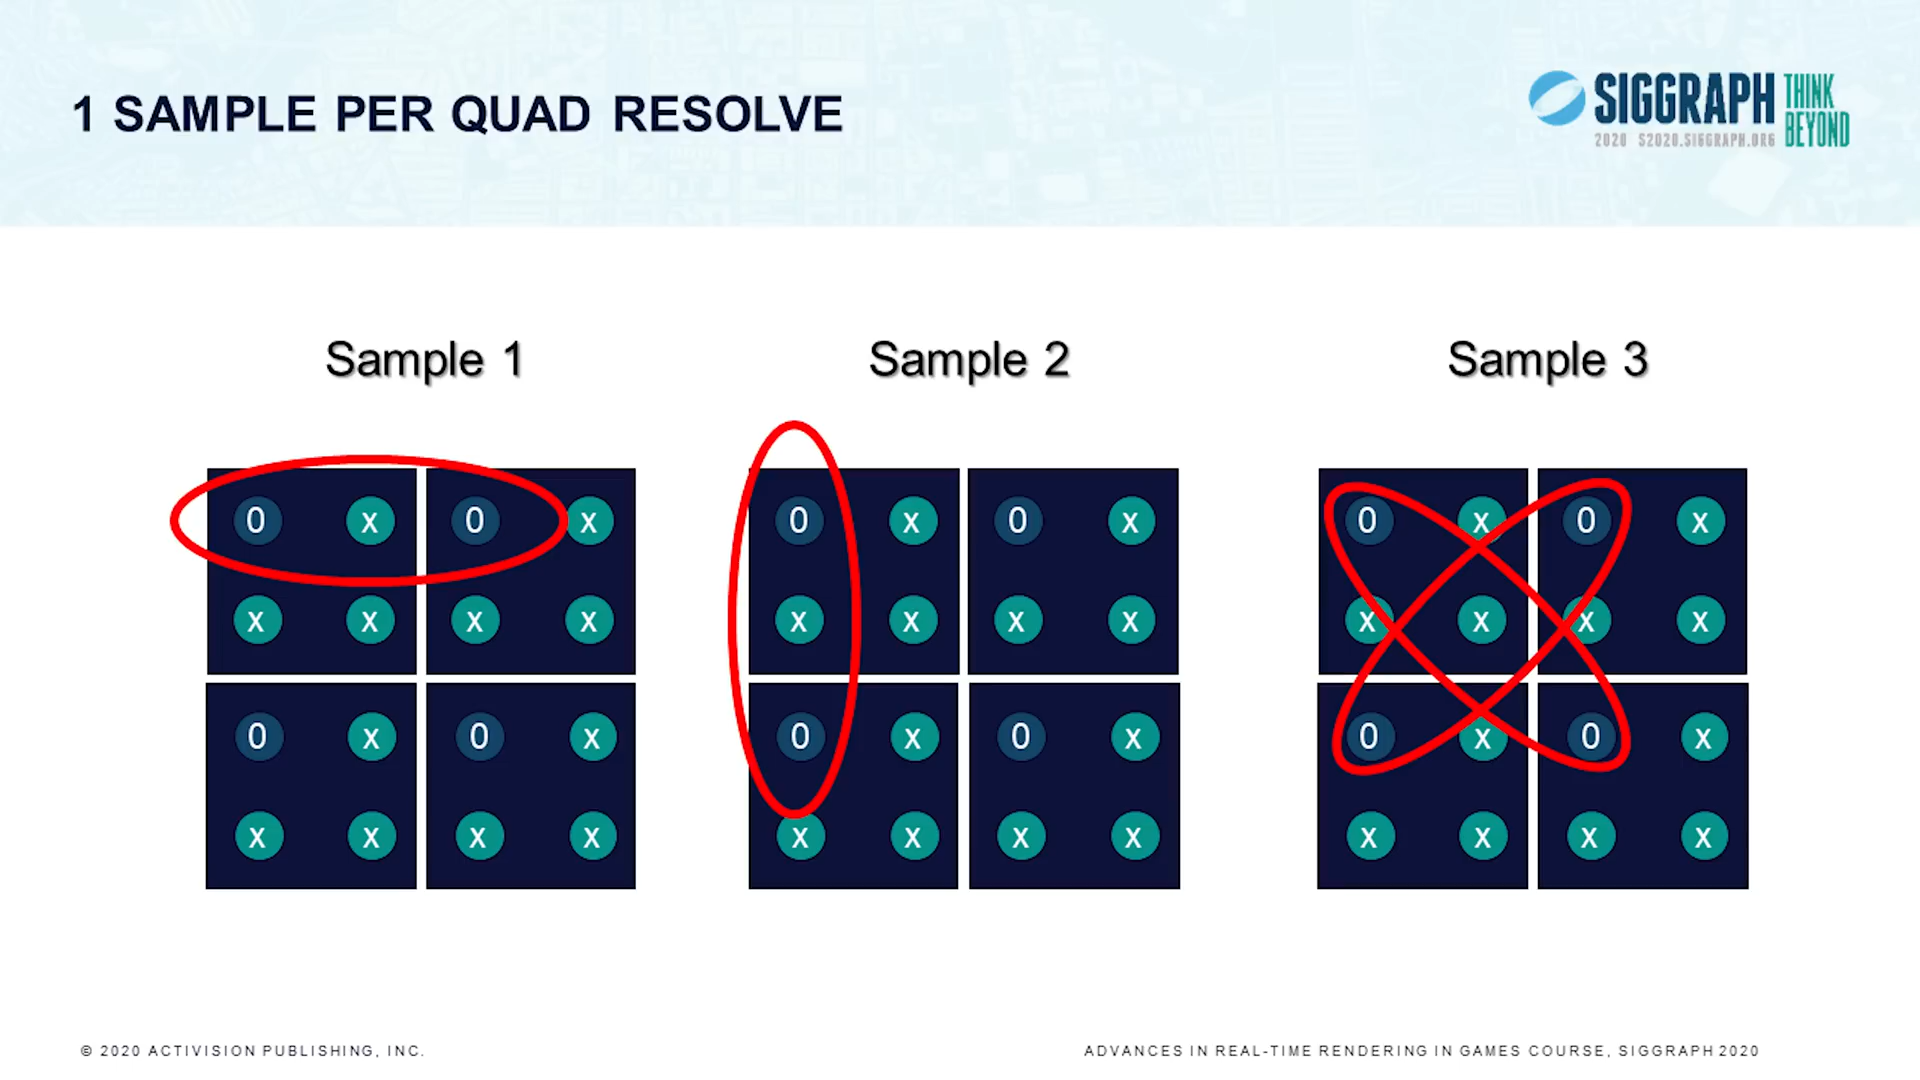 1 SAMPLE PER QUAD RESOLVE
SIGGRAPH THINK BEYOND
2020 S2020.SIGGRAPH.ORG
Sample 1
Sample 2
Sample 3
0 x 0 x
x x x x
0 x 0 x
x x x x
0 x 0 x
x x x x
0 x 0 x
x x x x
0 x 0 x
x x x x
0 x 0 x
x x x x
© 2020 ACTIVISION PUBLISHING, INC.
ADVANCES IN REAL-TIME RENDERING IN GAMES COURSE, SIGGRAPH 2020